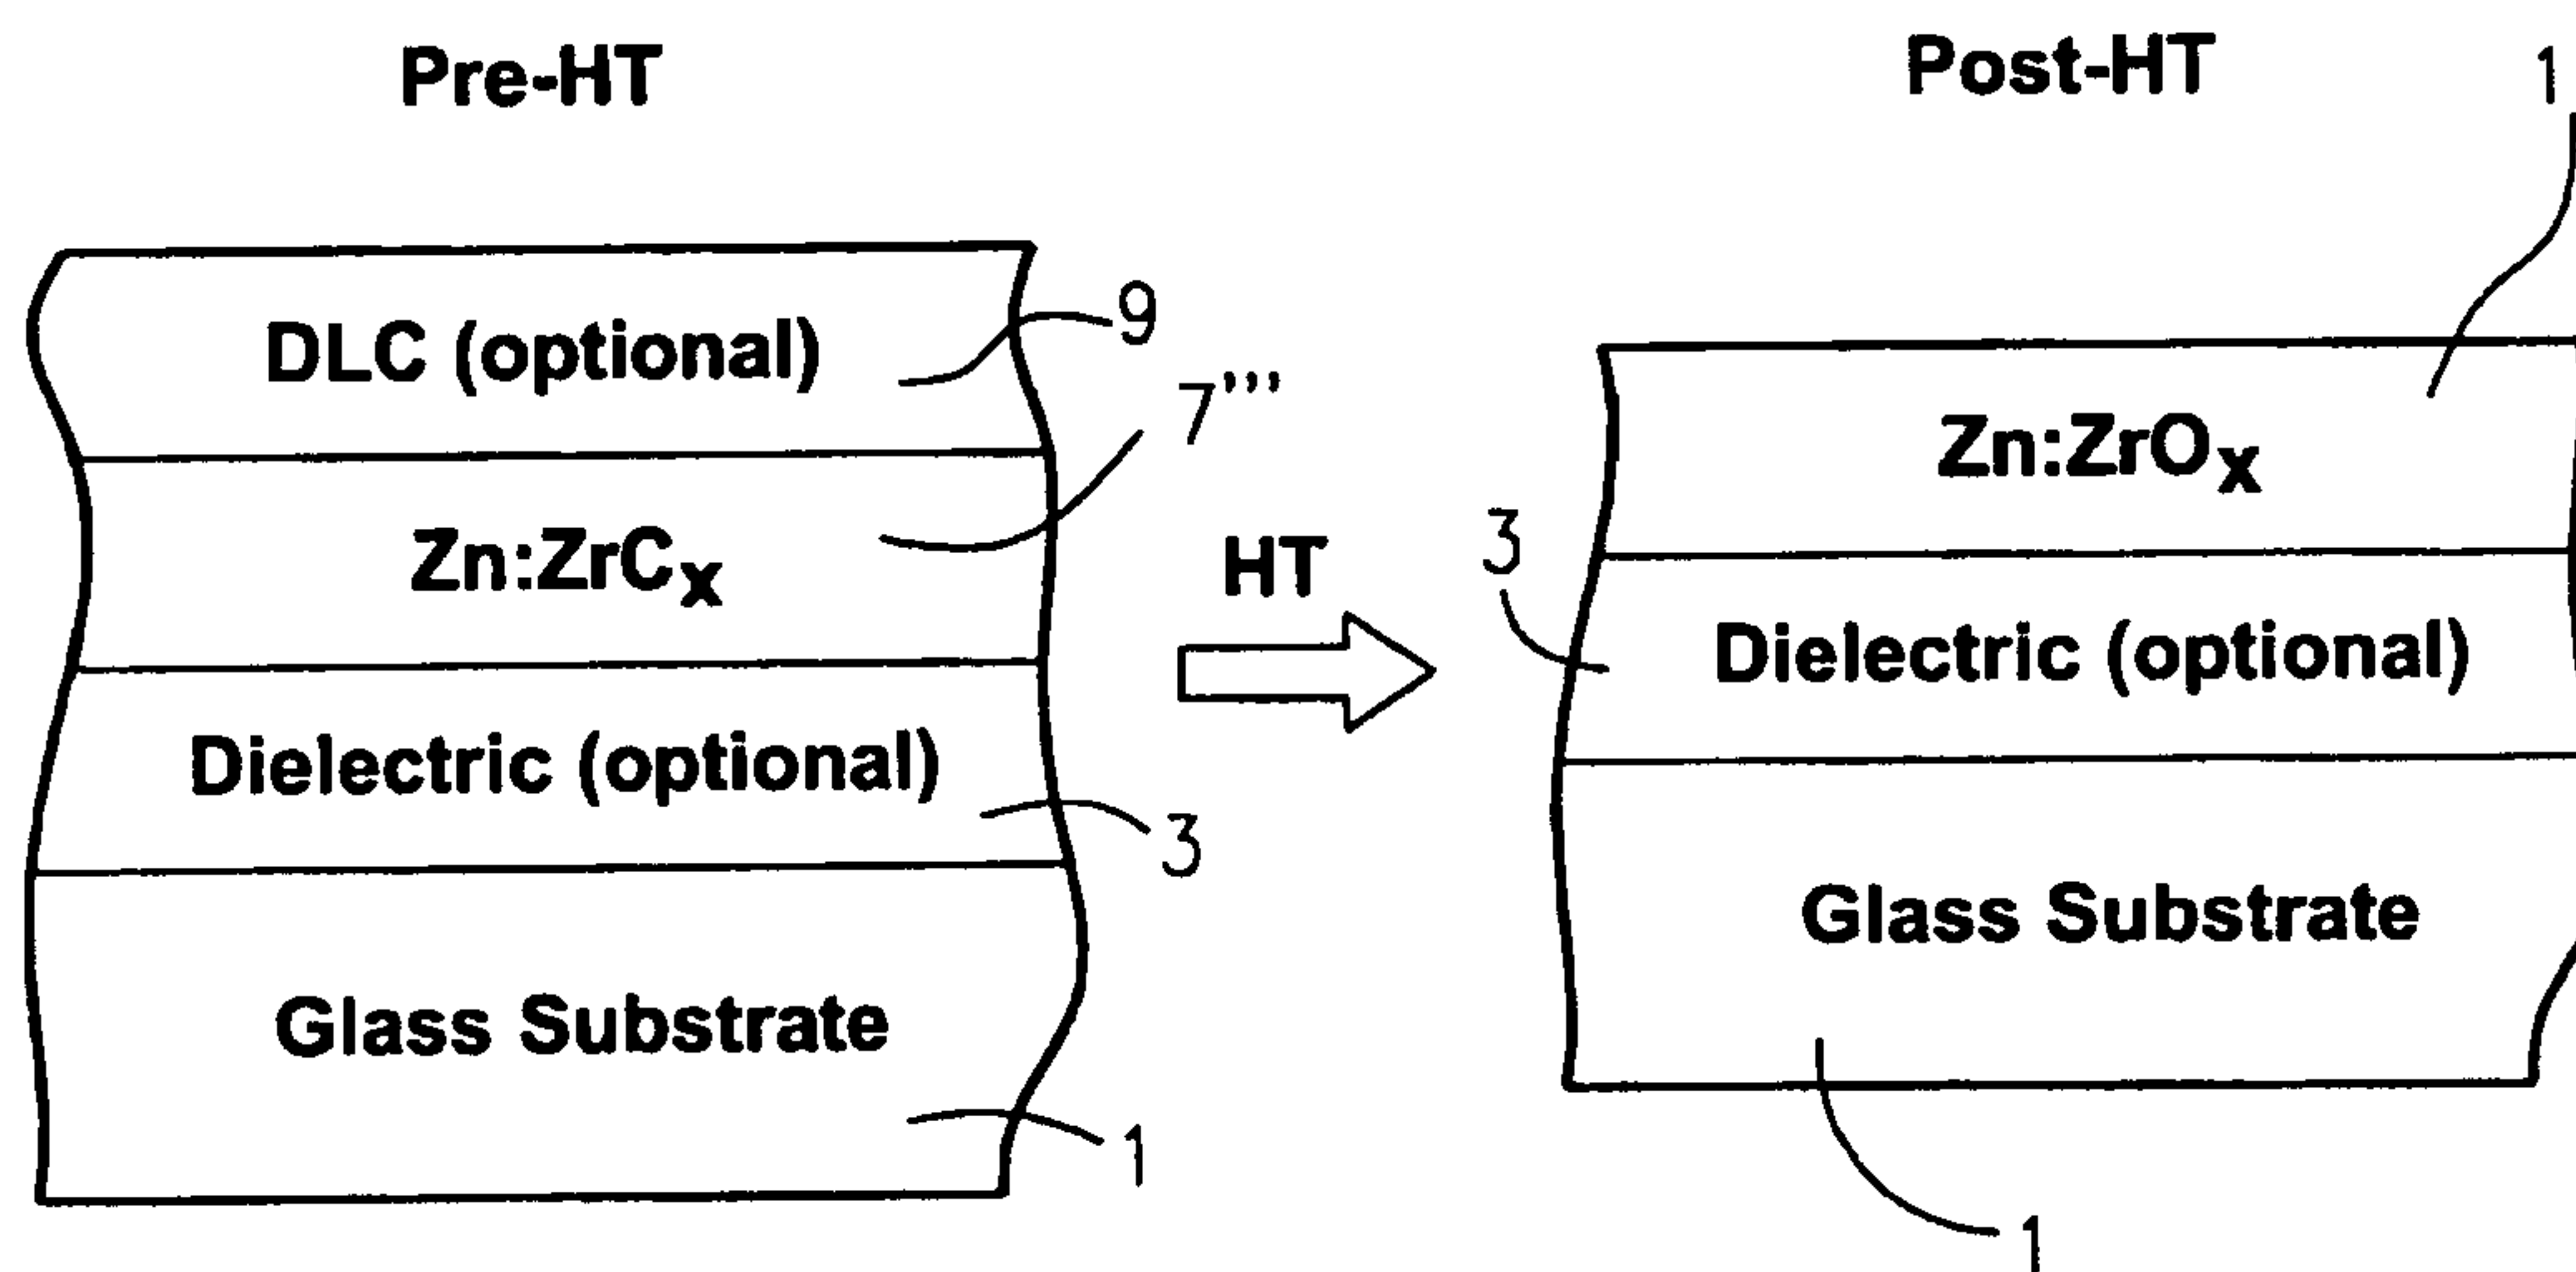 Pre-HT
DLC (optional)
9
7'''
Zn:ZrCx
Dielectric (optional)
3
Glass Substrate
1
HT
Post-HT
1
Zn:ZrOx
3
Dielectric (optional)
Glass Substrate
1